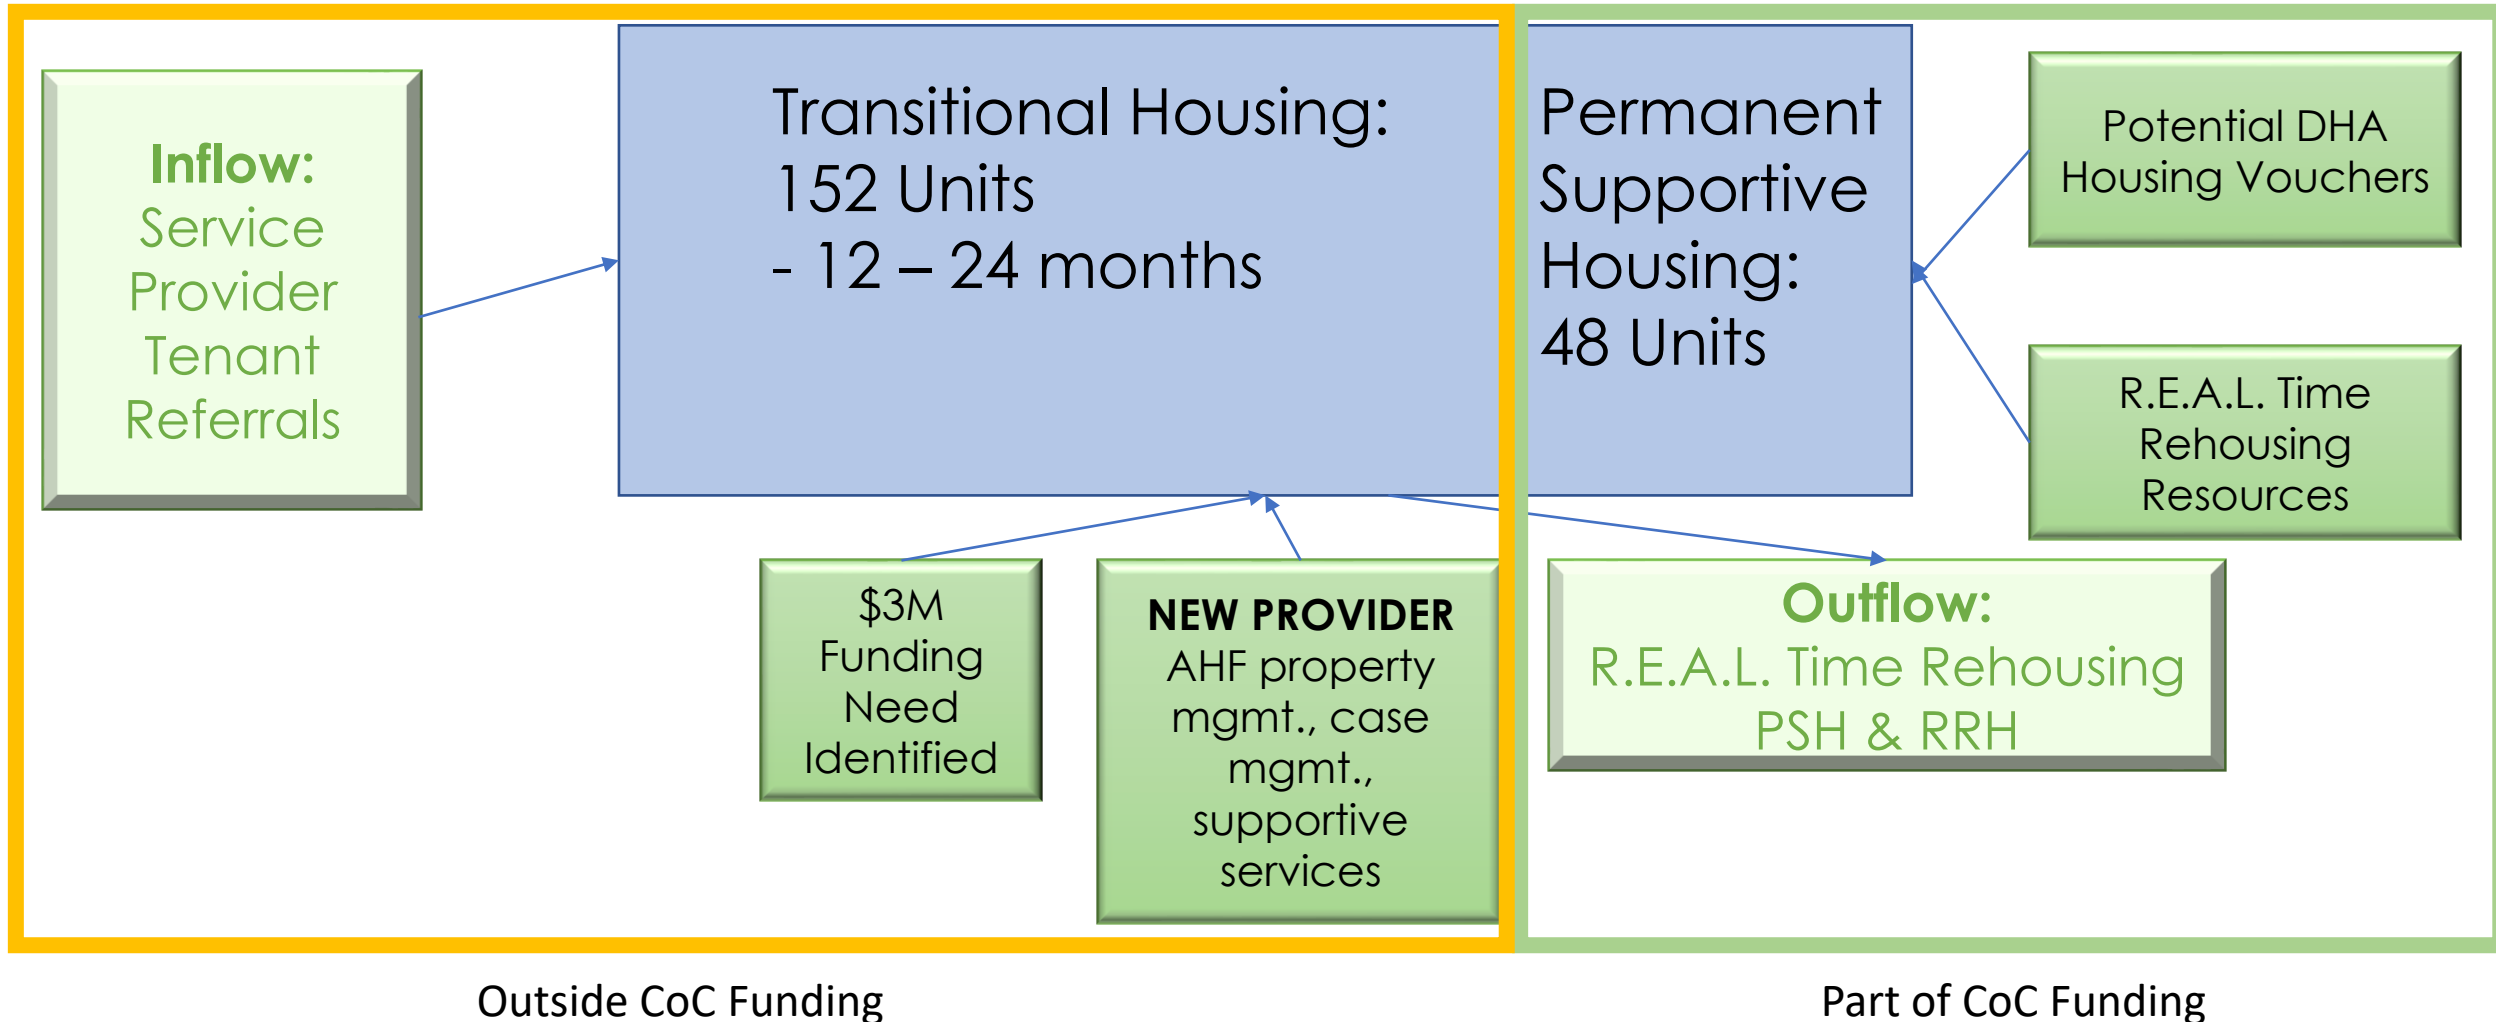 Inflow:
Service
Provider
Tenant
Referrals
Transitional Housing:
152 Units
- 12 – 24 months
Permanent
Supportive
Housing:
48 Units
Potential DHA
Housing Vouchers
R.E.A.L. Time
Rehousing
Resources
$3M
Funding
Need
Identified
NEW PROVIDER
AHF property
mgmt., case
mgmt.,
supportive
services
Outflow:
R.E.A.L. Time Rehousing
PSH & RRH
Outside CoC Funding
Part of CoC Funding